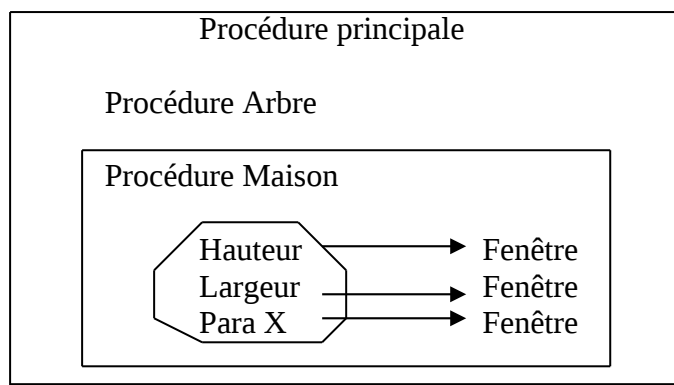 Procédure principale
Procédure Arbre
Procédure Maison
Hauteur Fenêtre
Largeur Fenêtre
Para X Fenêtre